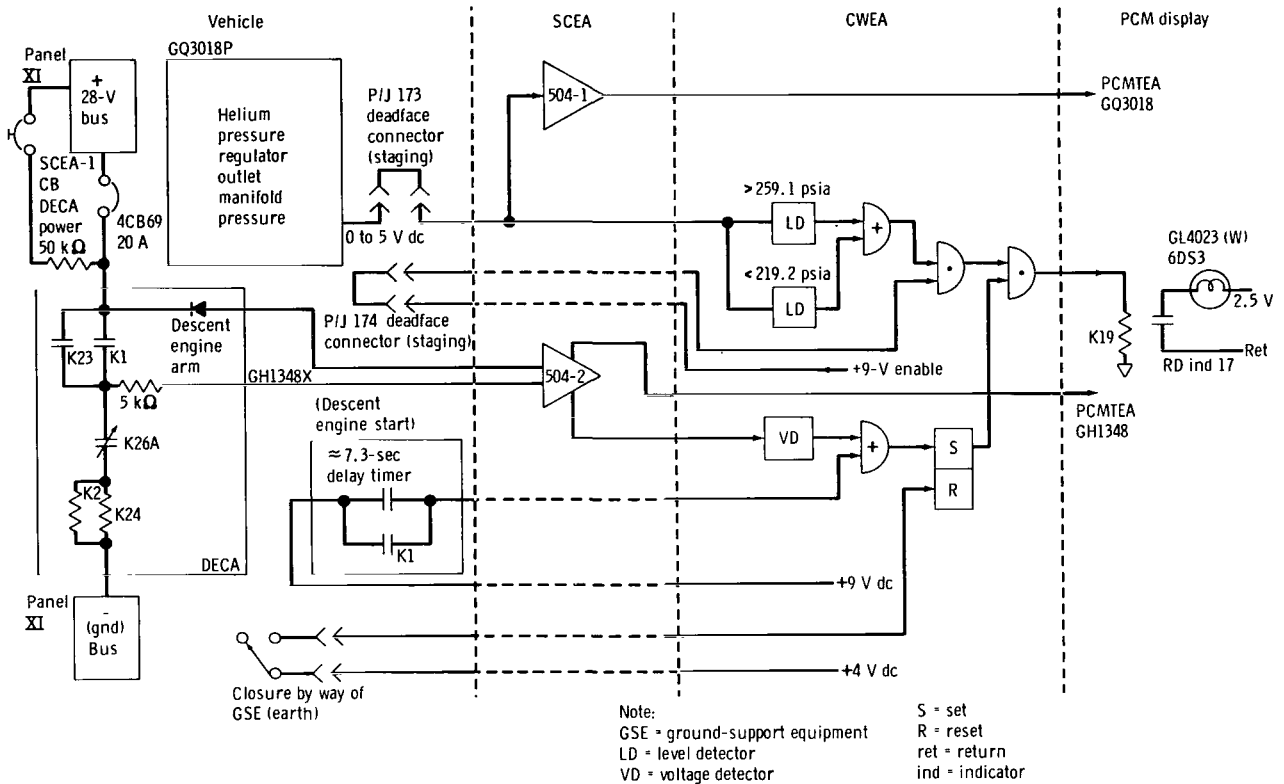 Vehicle
SCEA
CWEA
PCM display
Panel
XI
+
28-V
bus
GQ3018P
Helium
pressure
regulator
outlet
manifold
pressure
P/J 173
deadface
connector
(staging)
0 to 5 V dc
504-1
PCMTEA
GQ3018
SCEA-1
CB
DECA
power
50 kΩ
4CB69
20 A
> 259.1 psia
LD
+
< 219.2 psia
LD
•
•
GL4023 (W)
6DS3
2.5 V
K19
Ret
RD ind 17
P/J 174 deadface
connector (staging)
Descent
engine
arm
K23
K1
GH1348X
5 kΩ
504-2
+9-V enable
PCMTEA
GH1348
K26A
(Descent
engine start)
≈ 7.3-sec
delay timer
K1
VD
+
S
R
K2
K24
DECA
+9 V dc
Panel
XI
-
(gnd)
Bus
+4 V dc
Closure by way of
GSE (earth)
Note:
GSE = ground-support equipment
LD = level detector
VD = voltage detector
S = set
R = reset
ret = return
ind = indicator